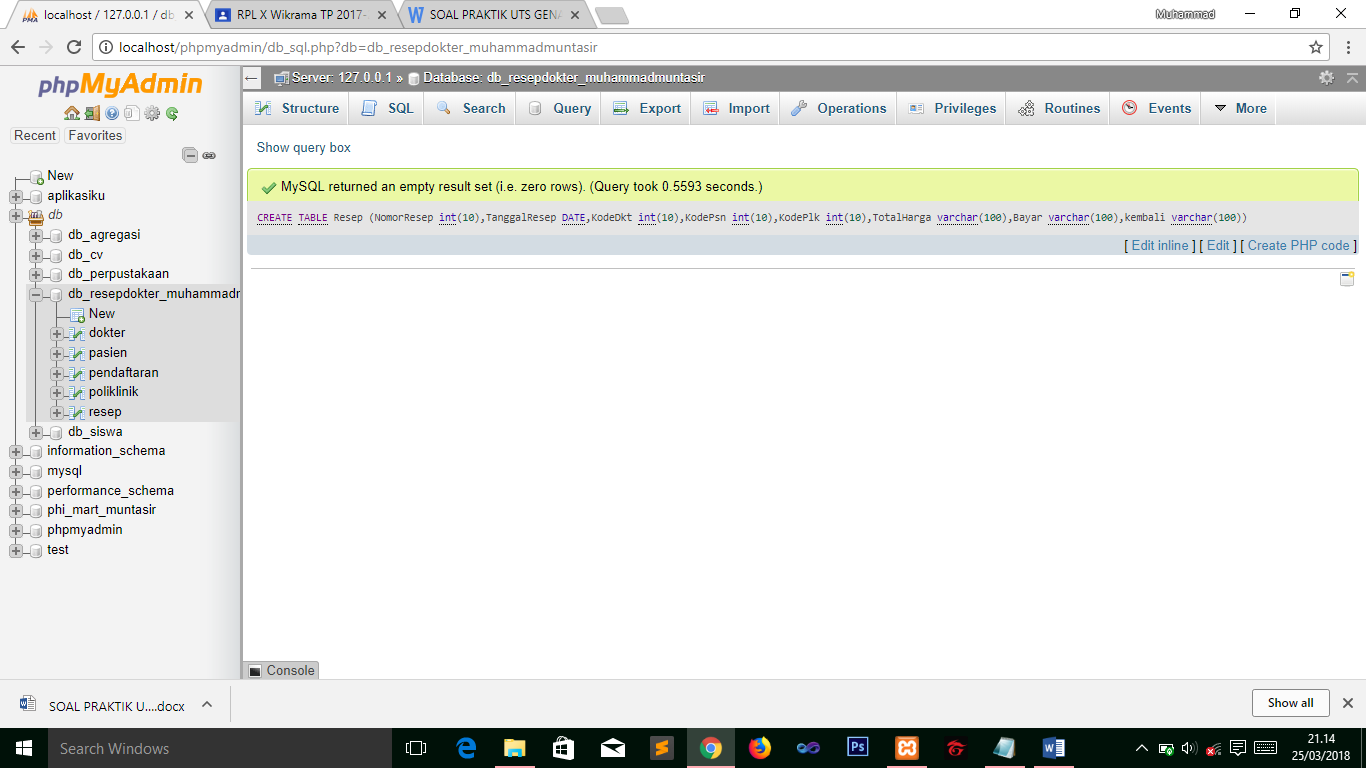 localhost / 127.0.0.1 / db
RPL X Wikrama TP 2017-
SOAL PRAKTIK UTS GENA
Muhammad
localhost/phpmyadmin/db_sql.php?db=db_resepdokter_muhammadmuntasir
phpMyAdmin
Recent
Favorites
New
aplikasiku
db
db_agregasi
db_cv
db_perpustakaan
db_resepdokter_muhammadr
New
dokter
pasien
pendaftaran
poliklinik
resep
db_siswa
information_schema
mysql
performance_schema
phi_mart_muntasir
phpmyadmin
test
Server: 127.0.0.1 » Database: db_resepdokter_muhammadmuntasir
Structure SQL Search Query Export Import Operations Privileges Routines Events More
Show query box
MySQL returned an empty result set (i.e. zero rows). (Query took 0.5593 seconds.)
CREATE TABLE Resep (NomorResep int(10),TanggalResep DATE,KodeDkt int(10),KodePsn int(10),KodePlk int(10),TotalHarga varchar(100),Bayar varchar(100),kembali varchar(100))
[ Edit inline ] [ Edit ] [ Create PHP code ]
Console
SOAL PRAKTIK U....docx
Show all
Search Windows
21.14
25/03/2018